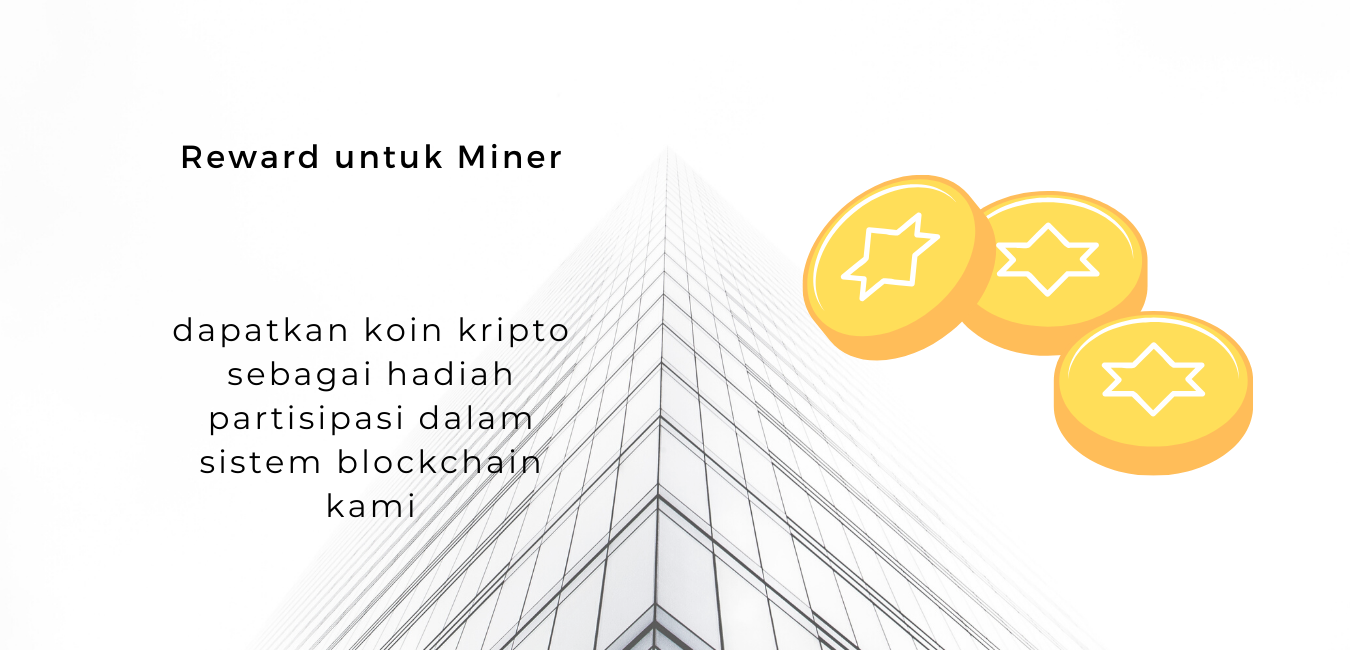 Reward untuk Miner
dapatkan koin kripto
sebagai hadiah
partisipasi dalam
sistem blockchain
kami